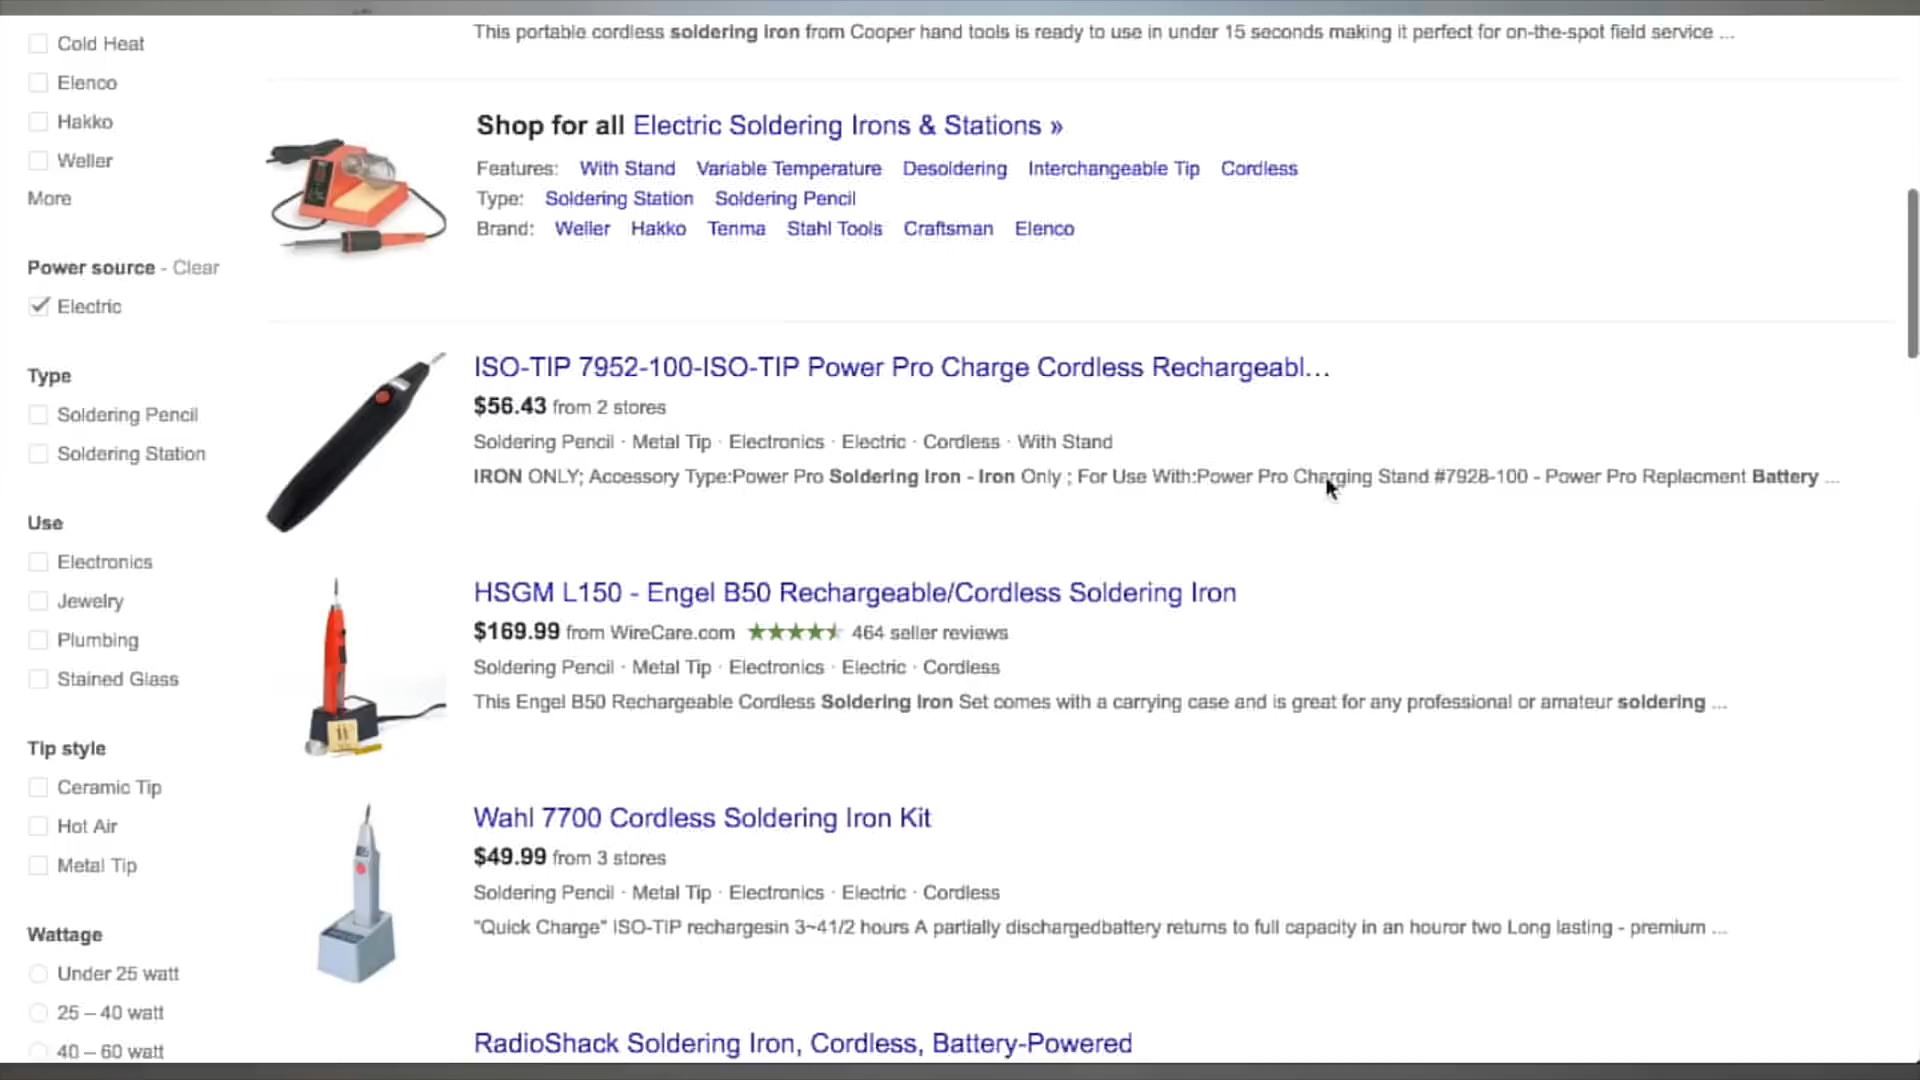 Cold Heat
Elenco
Hakko
Weller
More
Power source - Clear
Electric
Type
Soldering Pencil
Soldering Station
Use
Electronics
Jewelry
Plumbing
Stained Glass
Tip style
Ceramic Tip
Hot Air
Metal Tip
Wattage
Under 25 watt
25 – 40 watt
40 – 60 watt
This portable cordless soldering iron from Cooper hand tools is ready to use in under 15 seconds making it perfect for on-the-spot field service ...
Shop for all Electric Soldering Irons & Stations »
Features: With Stand Variable Temperature Desoldering Interchangeable Tip Cordless
Type: Soldering Station Soldering Pencil
Brand: Weller Hakko Tenma Stahl Tools Craftsman Elenco
ISO-TIP 7952-100-ISO-TIP Power Pro Charge Cordless Rechargeabl...
$56.43 from 2 stores
Soldering Pencil · Metal Tip · Electronics · Electric · Cordless · With Stand
IRON ONLY; Accessory Type:Power Pro Soldering Iron - Iron Only ; For Use With:Power Pro Charging Stand #7928-100 - Power Pro Replacment Battery ...
HSGM L150 - Engel B50 Rechargeable/Cordless Soldering Iron
$169.99 from WireCare.com 464 seller reviews
Soldering Pencil · Metal Tip · Electronics · Electric · Cordless
This Engel B50 Rechargeable Cordless Soldering Iron Set comes with a carrying case and is great for any professional or amateur soldering ...
Wahl 7700 Cordless Soldering Iron Kit
$49.99 from 3 stores
Soldering Pencil · Metal Tip · Electronics · Electric · Cordless
"Quick Charge" ISO-TIP rechargesin 3~41/2 hours A partially dischargedbattery returns to full capacity in an houror two Long lasting - premium ...
RadioShack Soldering Iron, Cordless, Battery-Powered